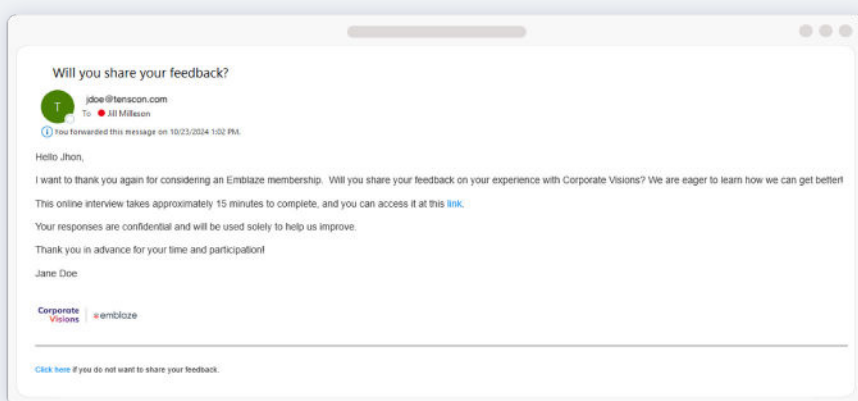 Will you share your feedback?
T
jdoe@tenscon.com
To Jill Milleson
You forwarded this message on 10/23/2024 1:02 PM.
Hello Jhon,
I want to thank you again for considering an Emblaze membership. Will you share your feedback on your experience with Corporate Visions? We are eager to learn how we can get better!
This online interview takes approximately 15 minutes to complete, and you can access it at this link.
Your responses are confidential and will be used solely to help us improve.
Thank you in advance for your time and participation!
Jane Doe
Corporate
Visions
emblaze
Click here if you do not want to share your feedback.